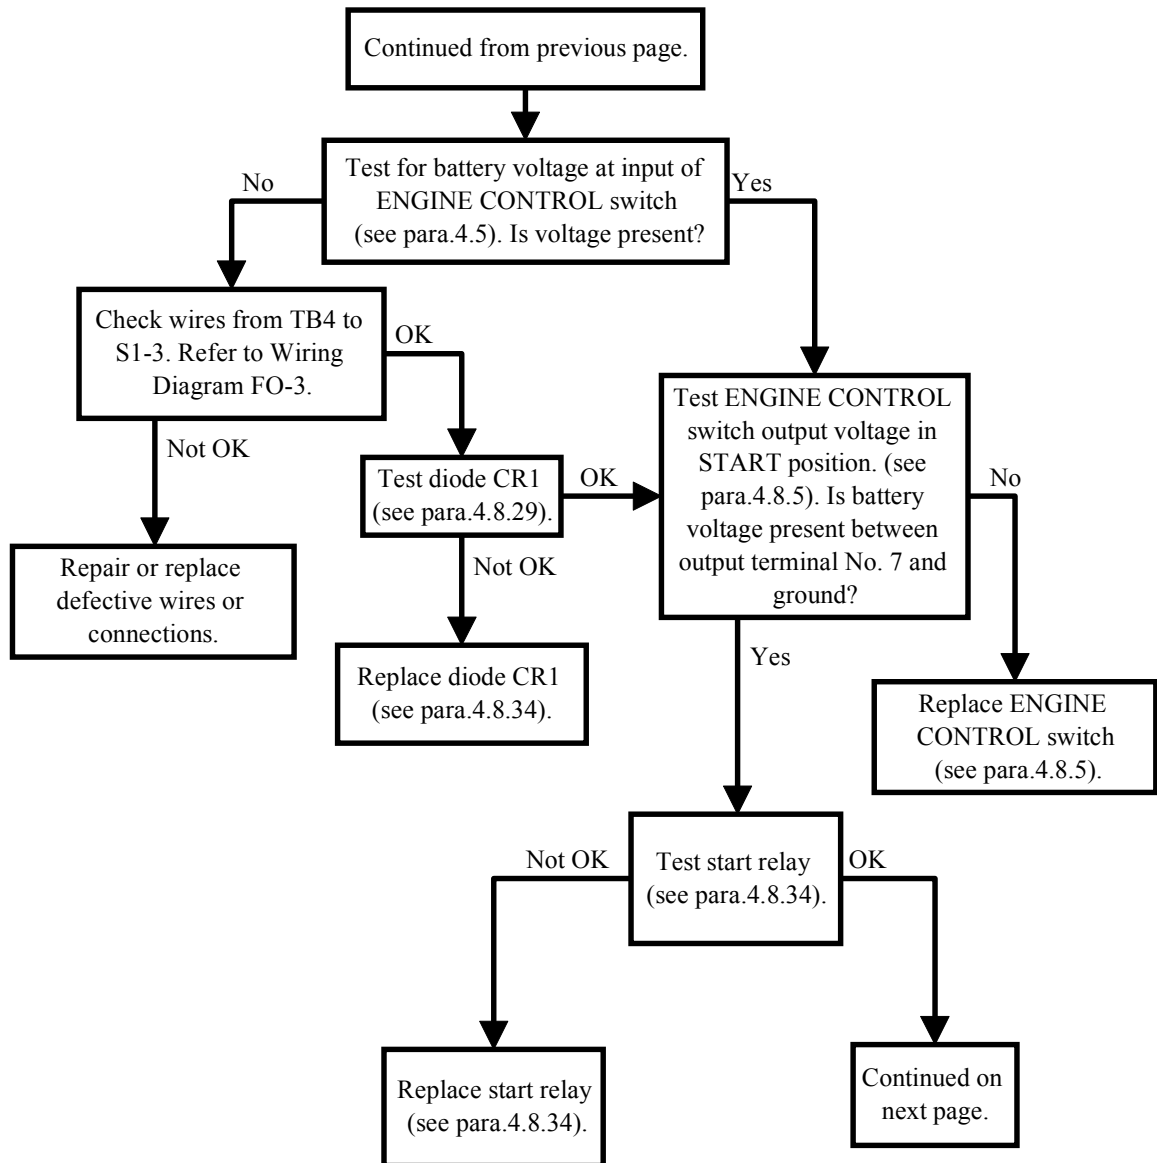 Continued from previous page.
Test for battery voltage at input of
ENGINE CONTROL switch
(see para.4.5). Is voltage present?
No
Yes
Check wires from TB4 to
S1-3. Refer to Wiring
Diagram FO-3.
OK
Not OK
Repair or replace
defective wires or
connections.
Test diode CR1
(see para.4.8.29).
OK
Not OK
Replace diode CR1
(see para.4.8.34).
Test ENGINE CONTROL
switch output voltage in
START position. (see
para.4.8.5). Is battery
voltage present between
output terminal No. 7 and
ground?
No
Yes
Replace ENGINE
CONTROL switch
(see para.4.8.5).
Test start relay
(see para.4.8.34).
Not OK
OK
Replace start relay
(see para.4.8.34).
Continued on
next page.